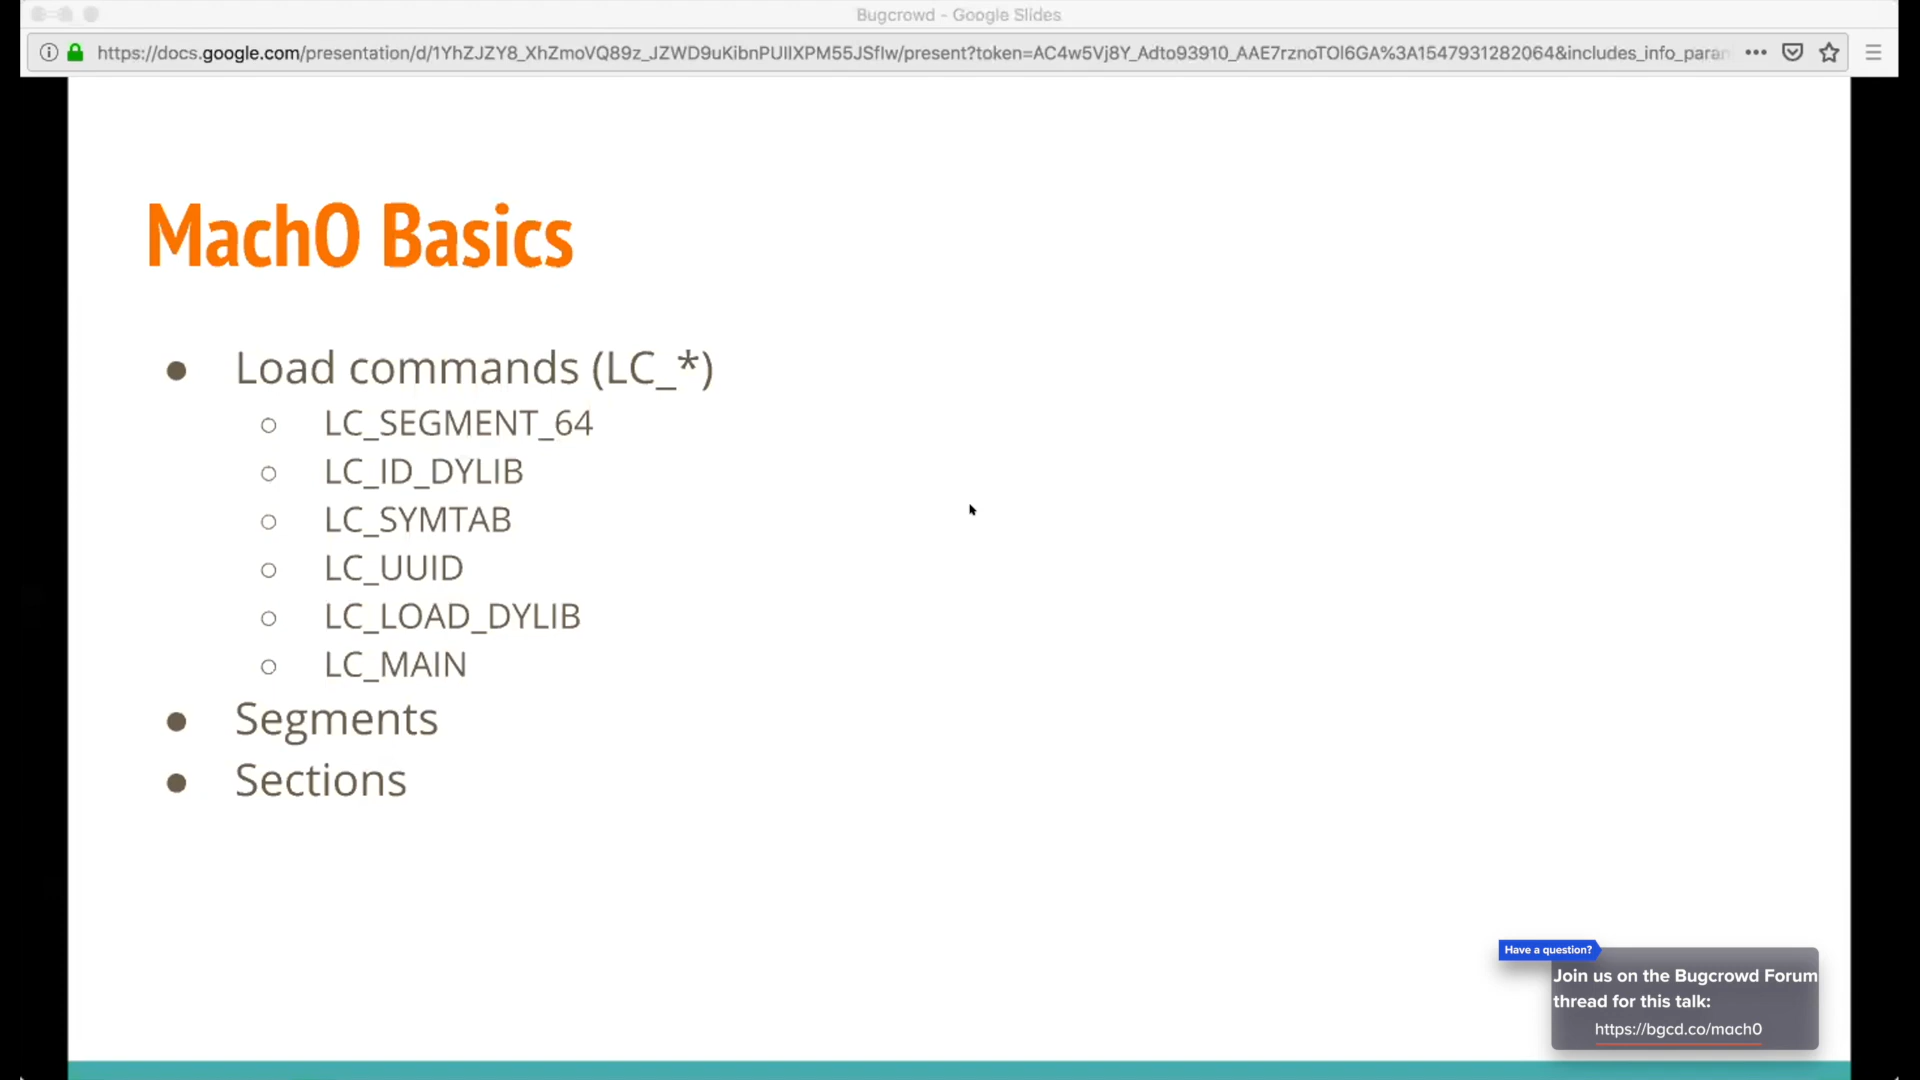 Bugcrowd - Google Slides
https://docs.google.com/presentation/d/1YhZJZY8_XhZmoVQ89z_JZWD9uKibnPUIlXPM55JSflw/present?token=AC4w5Vj8Y_Adto93910_AAE7rznoTOl6GA%3A1547931282064&includes_info_param
MachO Basics
● Load commands (LC_*)
○ LC_SEGMENT_64
○ LC_ID_DYLIB
○ LC_SYMTAB
○ LC_UUID
○ LC_LOAD_DYLIB
○ LC_MAIN
● Segments
● Sections
Have a question?
Join us on the Bugcrowd Forum
thread for this talk:
https://bgcd.co/mach0